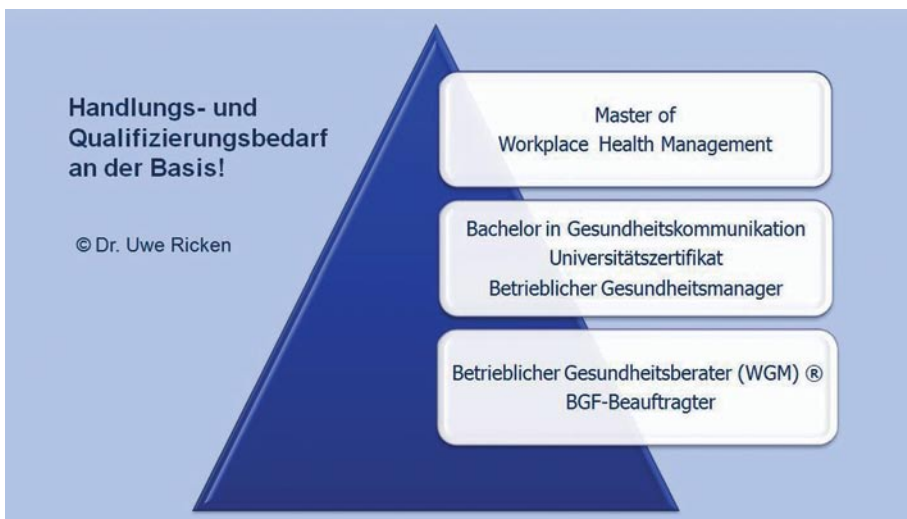 Handlungs- und
Qualifizierungsbedarf
an der Basis!
© Dr. Uwe Ricken
Master of
Workplace Health Management
Bachelor in Gesundheitskommunikation
Universitätszertifikat
Betrieblicher Gesundheitsmanager
Betrieblicher Gesundheitsberater (WGM) ®
BGF-Beauftragter